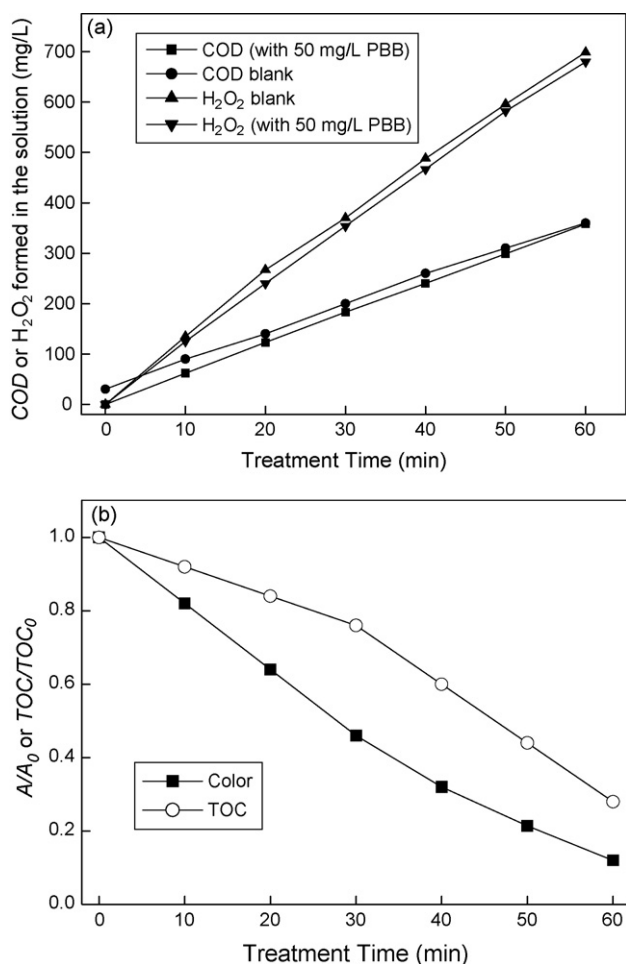 (a)
COD (with 50 mg/L PBB)
COD blank
H₂O₂ blank
H₂O₂ (with 50 mg/L PBB)
COD or H₂O₂ formed in the solution (mg/L)
700
600
500
400
300
200
100
0
0 10 20 30 40 50 60
Treatment Time (min)
(b)
A/A₀ or TOC/TOC₀
1.0
0.8
0.6
0.4
0.2
0.0
Color
TOC
0 10 20 30 40 50 60
Treatment Time (min)